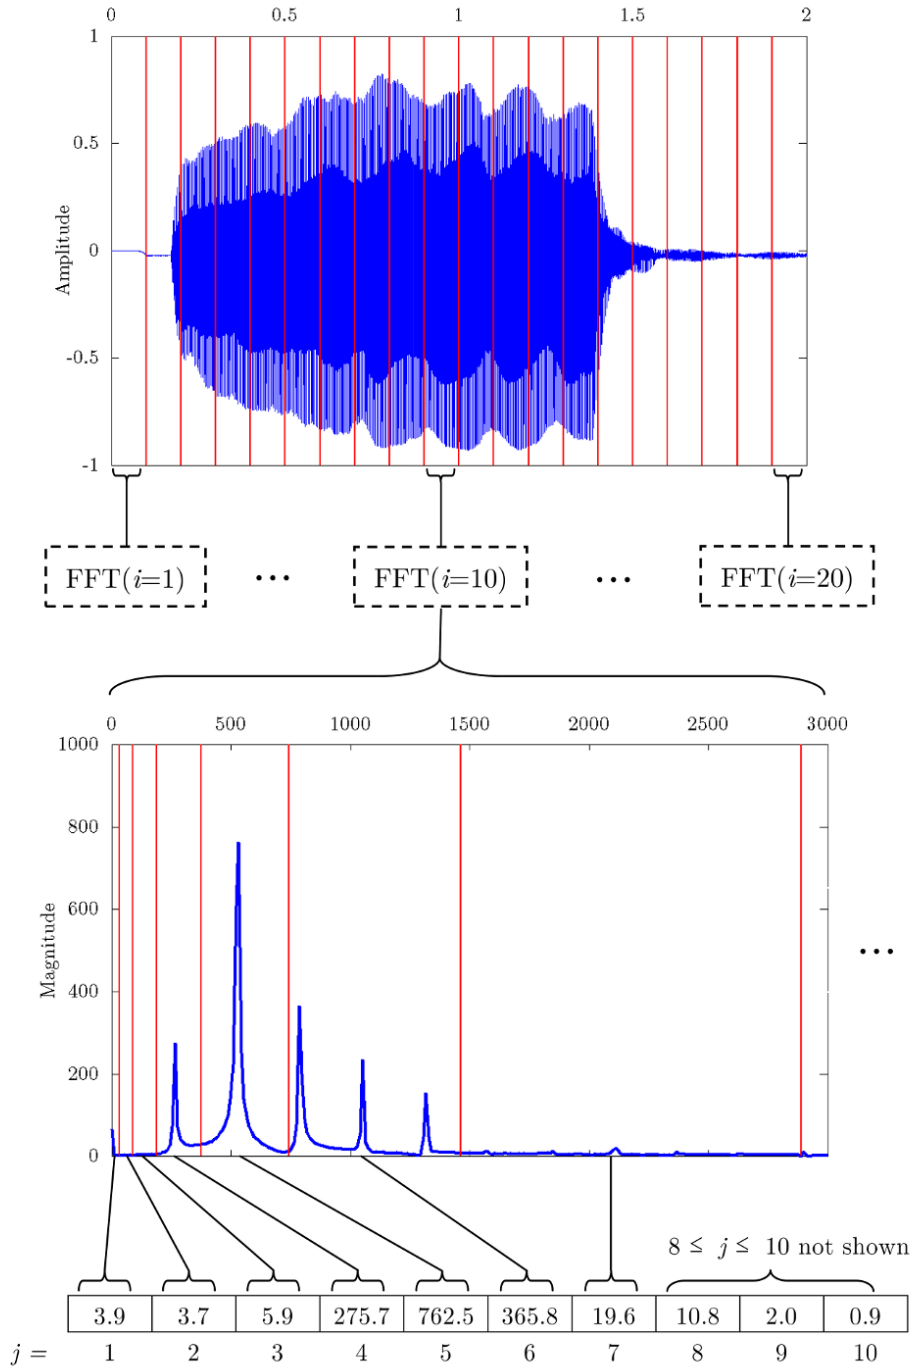 0 0.5 1 1.5 2
1
0.5
0
-0.5
-1
Amplitude
FFT(i=1) ... FFT(i=10) ... FFT(i=20)
0 500 1000 1500 2000 2500 3000
1000
800
600
400
200
0
Magnitude
...
8 ≤ j ≤ 10 not shown
3.9 3.7 5.9 275.7 762.5 365.8 19.6 10.8 2.0 0.9
j = 1 2 3 4 5 6 7 8 9 10